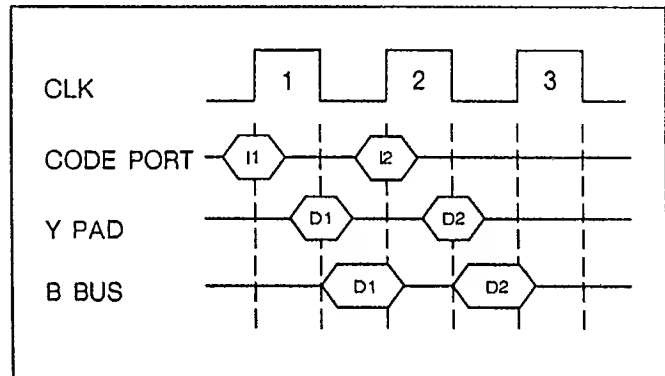 CLK 1 2 3
CODE PORT I1 I2
Y PAD D1 D2
B BUS D1 D2